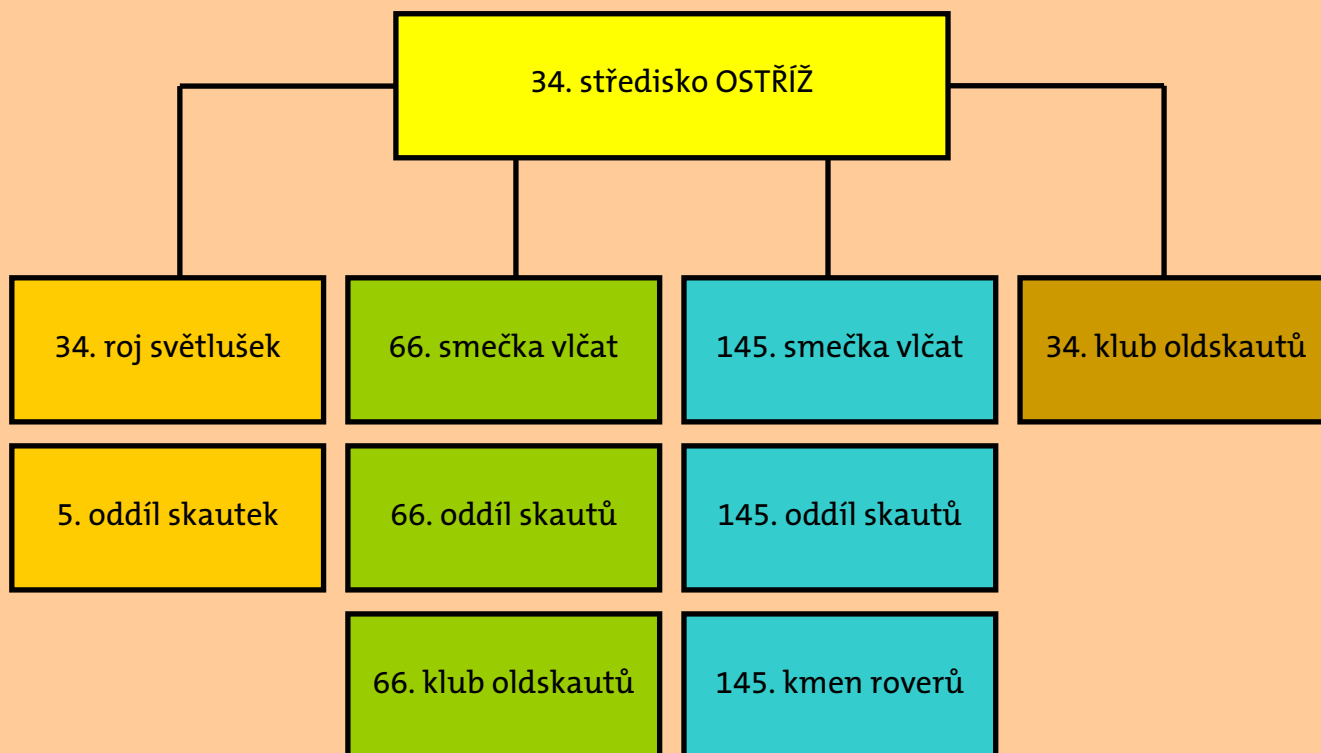 34. středisko OSTŘÍŽ
34. roj světlušek
66. smečka vlčat
145. smečka vlčat
34. klub oldskautů
5. oddíl skautek
66. oddíl skautů
145. oddíl skautů
66. klub oldskautů
145. kmen roverů